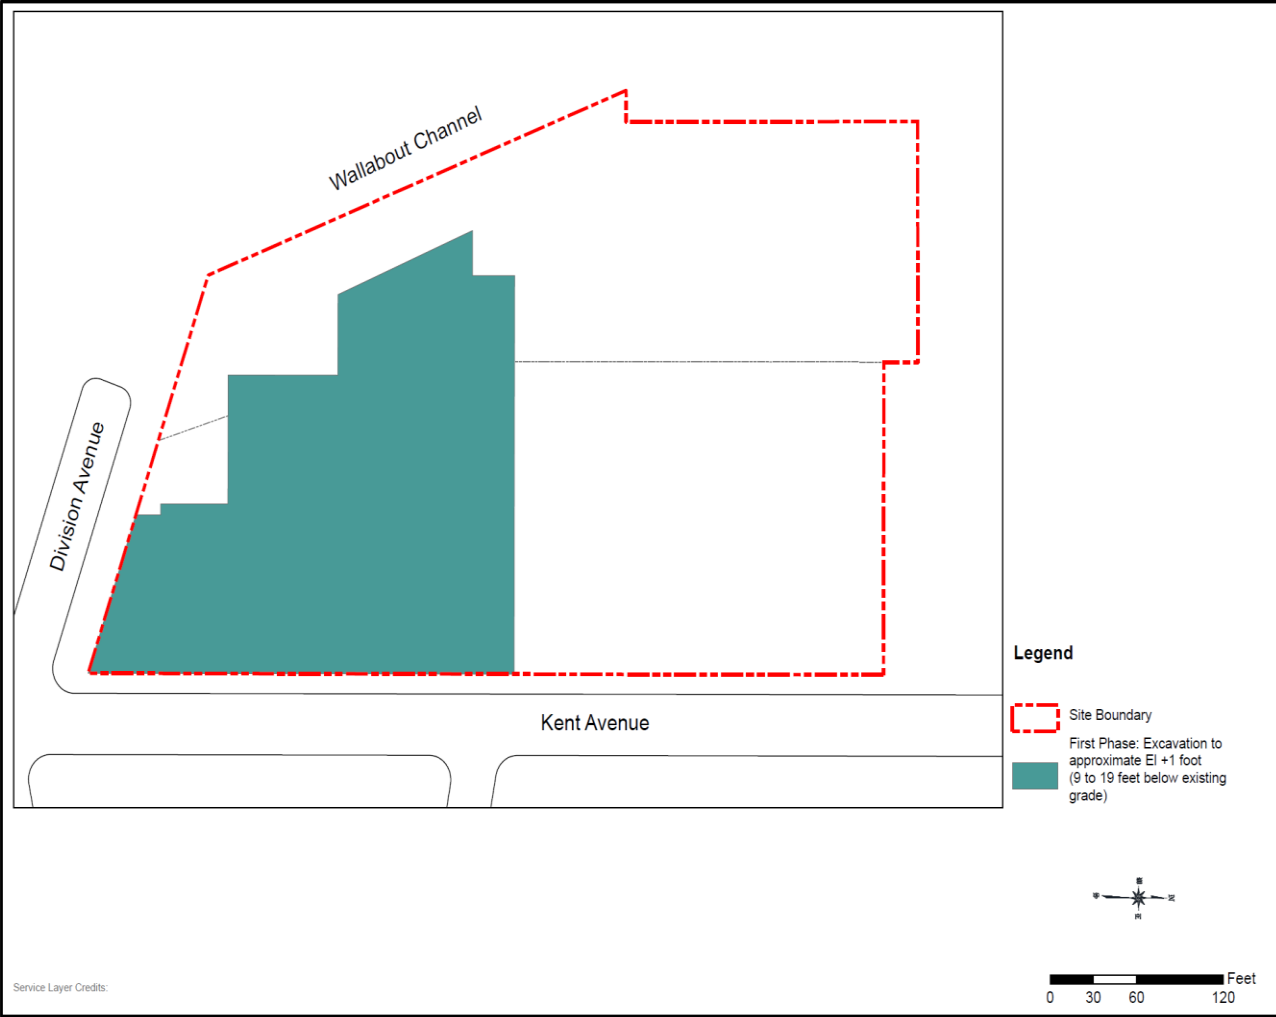 Wallabout Channel
Division Avenue
Kent Avenue
Legend
Site Boundary
First Phase: Excavation to
approximate El +1 foot
(9 to 19 feet below existing
grade)
Feet
0 30 60 120
Service Layer Credits: